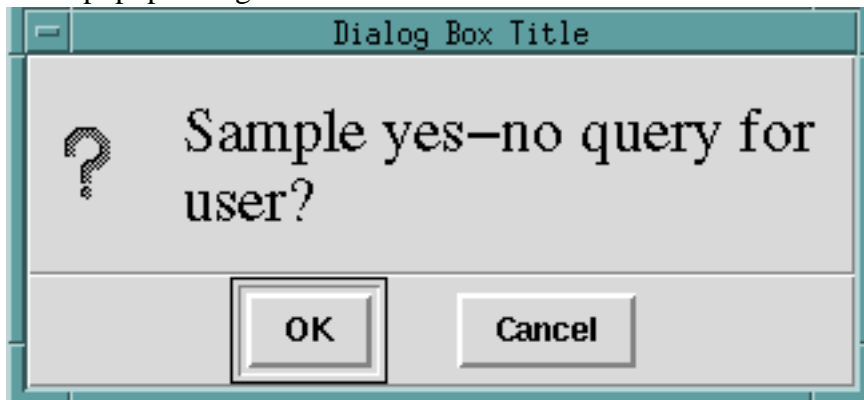 Dialog Box Title
Sample yes–no query for
user?
OK
Cancel